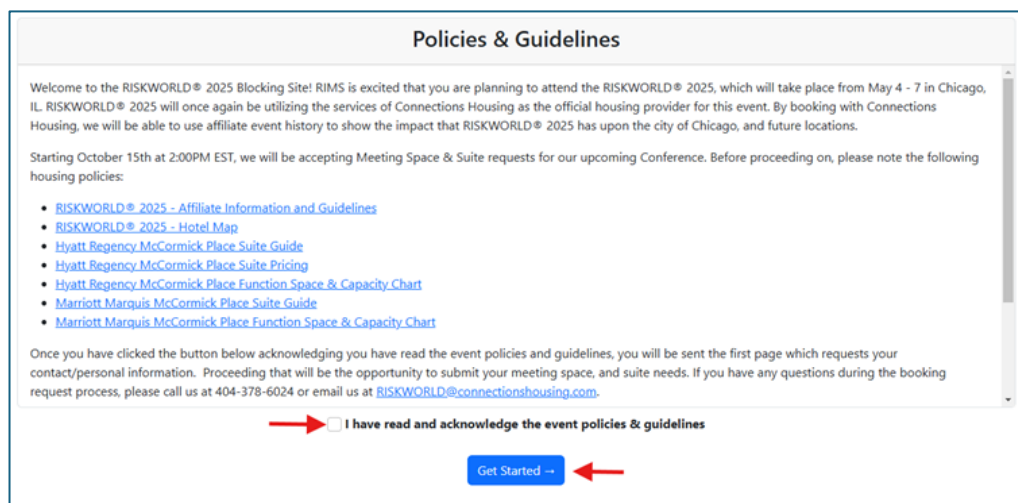 Policies & Guidelines
Welcome to the RISKWORLD® 2025 Blocking Site! RIMS is excited that you are planning to attend the RISKWORLD® 2025, which will take place from May 4 - 7 in Chicago,
IL. RISKWORLD® 2025 will once again be utilizing the services of Connections Housing as the official housing provider for this event. By booking with Connections
Housing, we will be able to use affiliate event history to show the impact that RISKWORLD® 2025 has upon the city of Chicago, and future locations.
Starting October 15th at 2:00PM EST, we will be accepting Meeting Space & Suite requests for our upcoming Conference. Before proceeding on, please note the following
housing policies:
• RISKWORLD® 2025 - Affiliate Information and Guidelines
• RISKWORLD® 2025 - Hotel Map
• Hyatt Regency McCormick Place Suite Guide
• Hyatt Regency McCormick Place Suite Pricing
• Hyatt Regency McCormick Place Function Space & Capacity Chart
• Marriott Marquis McCormick Place Suite Guide
• Marriott Marquis McCormick Place Function Space & Capacity Chart
Once you have clicked the button below acknowledging you have read the event policies and guidelines, you will be sent the first page which requests your
contact/personal information. Proceeding that will be the opportunity to submit your meeting space, and suite needs. If you have any questions during the booking
request process, please call us at 404-378-6024 or email us at RISKWORLD@connectionshousing.com.
I have read and acknowledge the event policies & guidelines
Get Started →